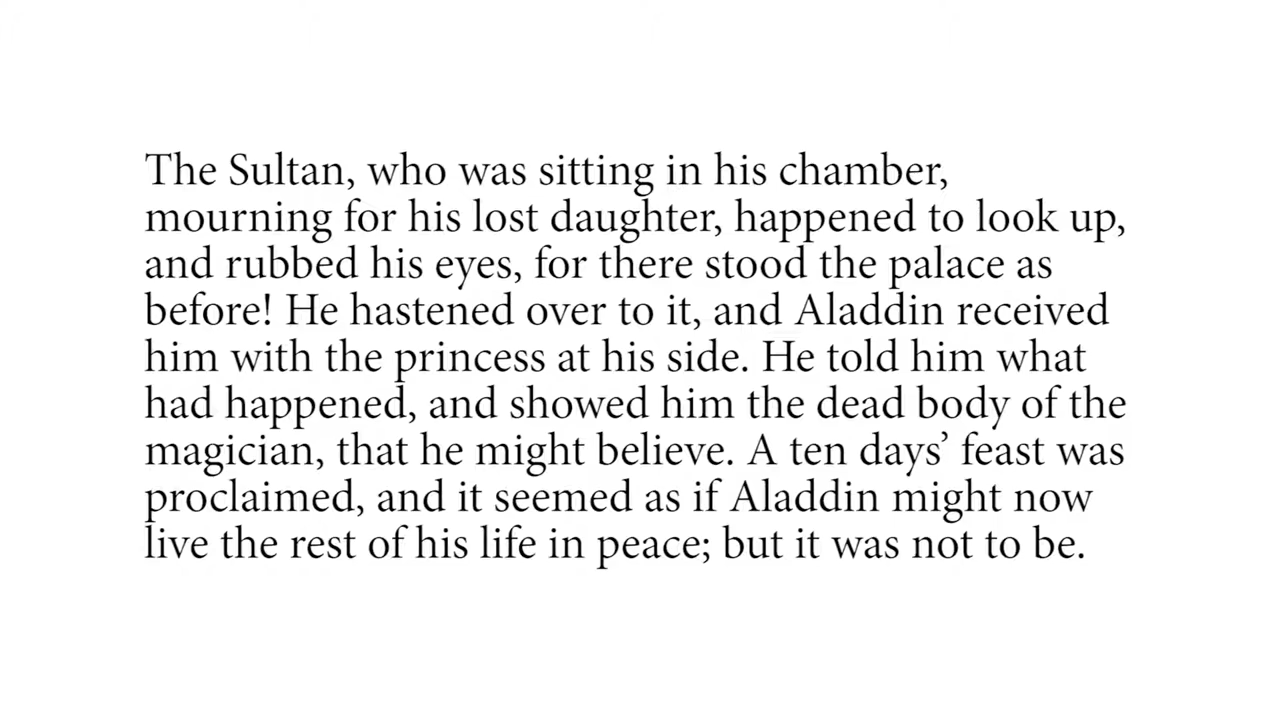 The Sultan, who was sitting in his chamber,
mourning for his lost daughter, happened to look up,
and rubbed his eyes, for there stood the palace as
before! He hastened over to it, and Aladdin received
him with the princess at his side. He told him what
had happened, and showed him the dead body of the
magician, that he might believe. A ten days’ feast was
proclaimed, and it seemed as if Aladdin might now
live the rest of his life in peace; but it was not to be.